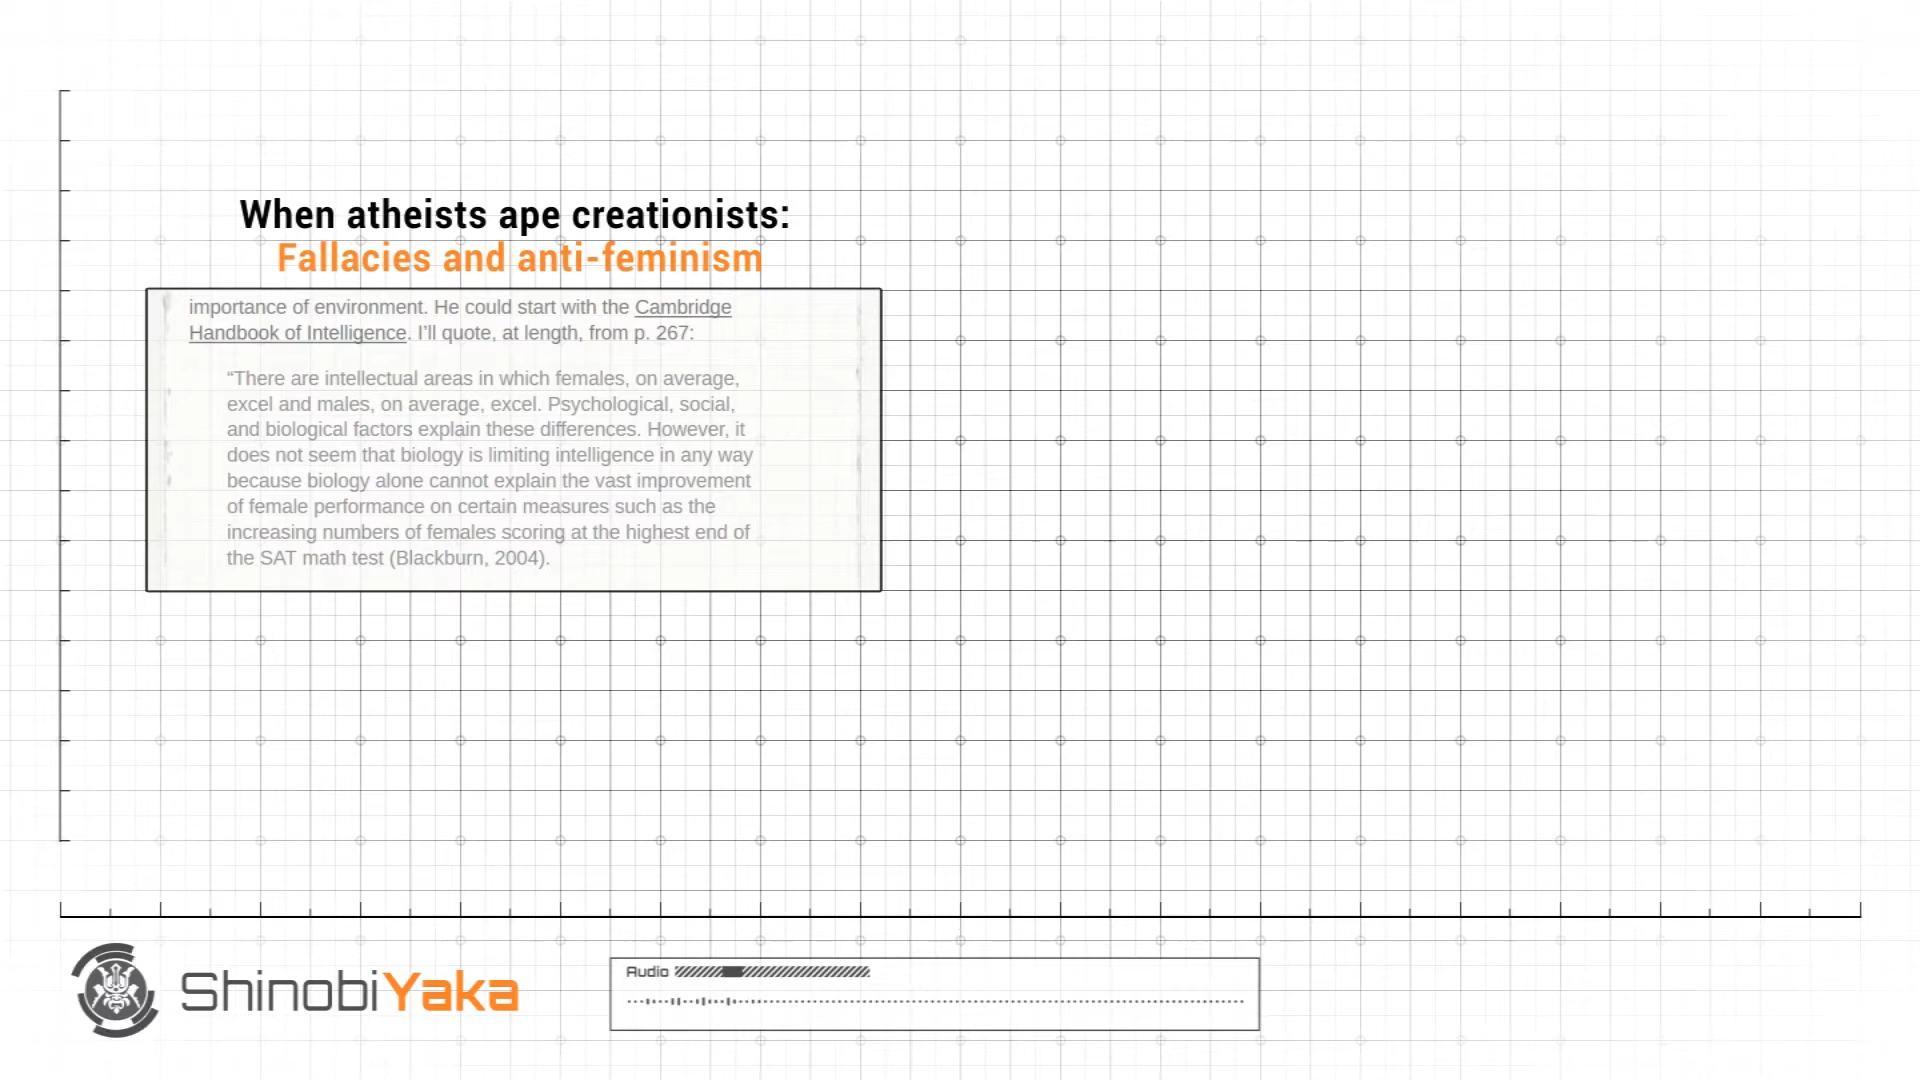 When atheists ape creationists:
Fallacies and anti-feminism
importance of environment. He could start with the Cambridge
Handbook of Intelligence. I'll quote, at length, from p. 267:
“There are intellectual areas in which females, on average,
excel and males, on average, excel. Psychological, social,
and biological factors explain these differences. However, it
does not seem that biology is limiting intelligence in any way
because biology alone cannot explain the vast improvement
of female performance on certain measures such as the
increasing numbers of females scoring at the highest end of
the SAT math test (Blackburn, 2004).
ShinobiYaka
Audio